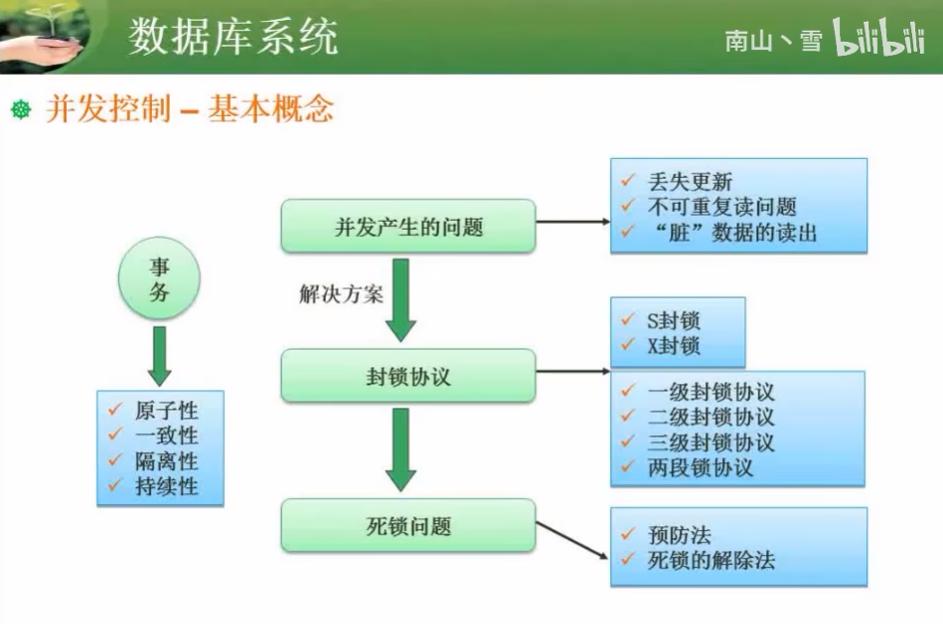 数据库系统
南山丶雪 bilibili
并发控制 – 基本概念
事
务
原子性
一致性
隔离性
持续性
并发产生的问题
丢失更新
不可重复读问题
“脏”数据的读出
解决方案
封锁协议
S封锁
X封锁
一级封锁协议
二级封锁协议
三级封锁协议
两段锁协议
死锁问题
预防法
死锁的解除法